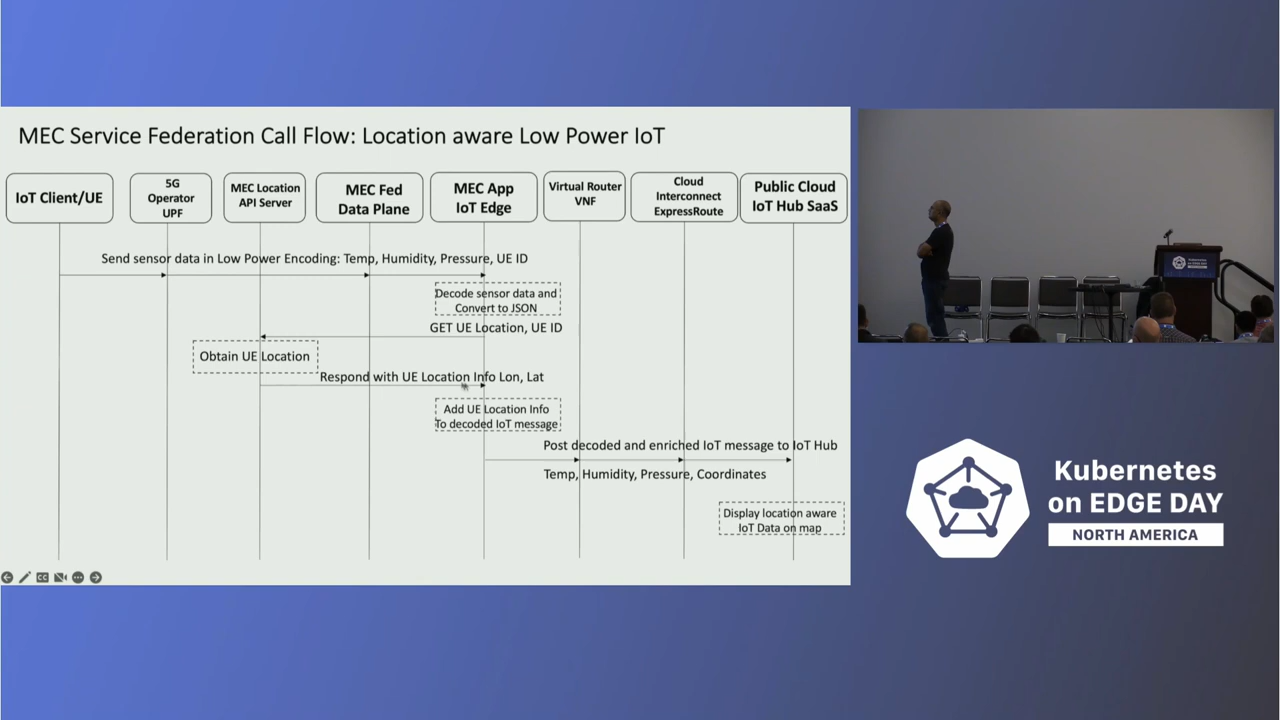 MEC Service Federation Call Flow: Location aware Low Power IoT
IoT Client/UE
5G
Operator
UPF
MEC Location
API Server
MEC Fed
Data Plane
MEC App
IoT Edge
Virtual Router
VNF
Cloud
Interconnect
ExpressRoute
Public Cloud
IoT Hub SaaS
Send sensor data in Low Power Encoding: Temp, Humidity, Pressure, UE ID
Decode sensor data and
Convert to JSON
GET UE Location, UE ID
Obtain UE Location
Respond with UE Location Info Lon, Lat
Add UE Location Info
To decoded IoT message
Post decoded and enriched IoT message to IoT Hub
Temp, Humidity, Pressure, Coordinates
Display location aware
IoT Data on map
CC
Kubernetes
on EDGE DAY
Kubernetes
on EDGE DAY
NORTH AMERICA